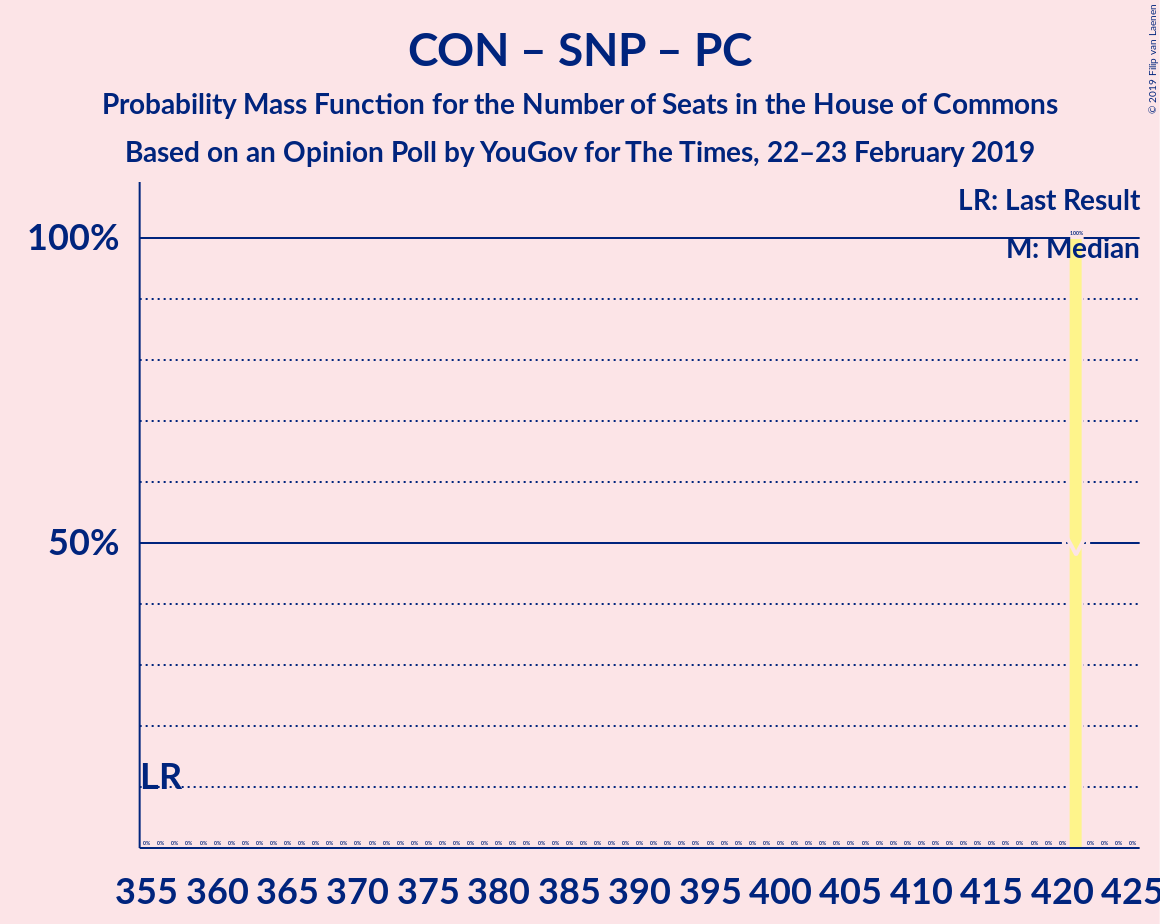 CON – SNP – PC
Probability Mass Function for the Number of Seats in the House of Commons
Based on an Opinion Poll by YouGov for The Times, 22–23 February 2019
© 2019 Filip van Laenen
LR: Last Result
M: Median
100%
100%
50%
LR
0% 0% 0% 0% 0% 0% 0% 0% 0% 0% 0% 0% 0% 0% 0% 0% 0% 0% 0% 0% 0% 0% 0% 0% 0% 0% 0% 0% 0% 0% 0% 0% 0% 0% 0% 0% 0% 0% 0% 0% 0% 0% 0% 0% 0% 0% 0% 0% 0% 0% 0% 0% 0% 0% 0% 0% 0% 0% 0% 0% 0% 0% 0% 0% 0% 0% 0% 0% 0% 0%
355 360 365 370 375 380 385 390 395 400 405 410 415 420 425